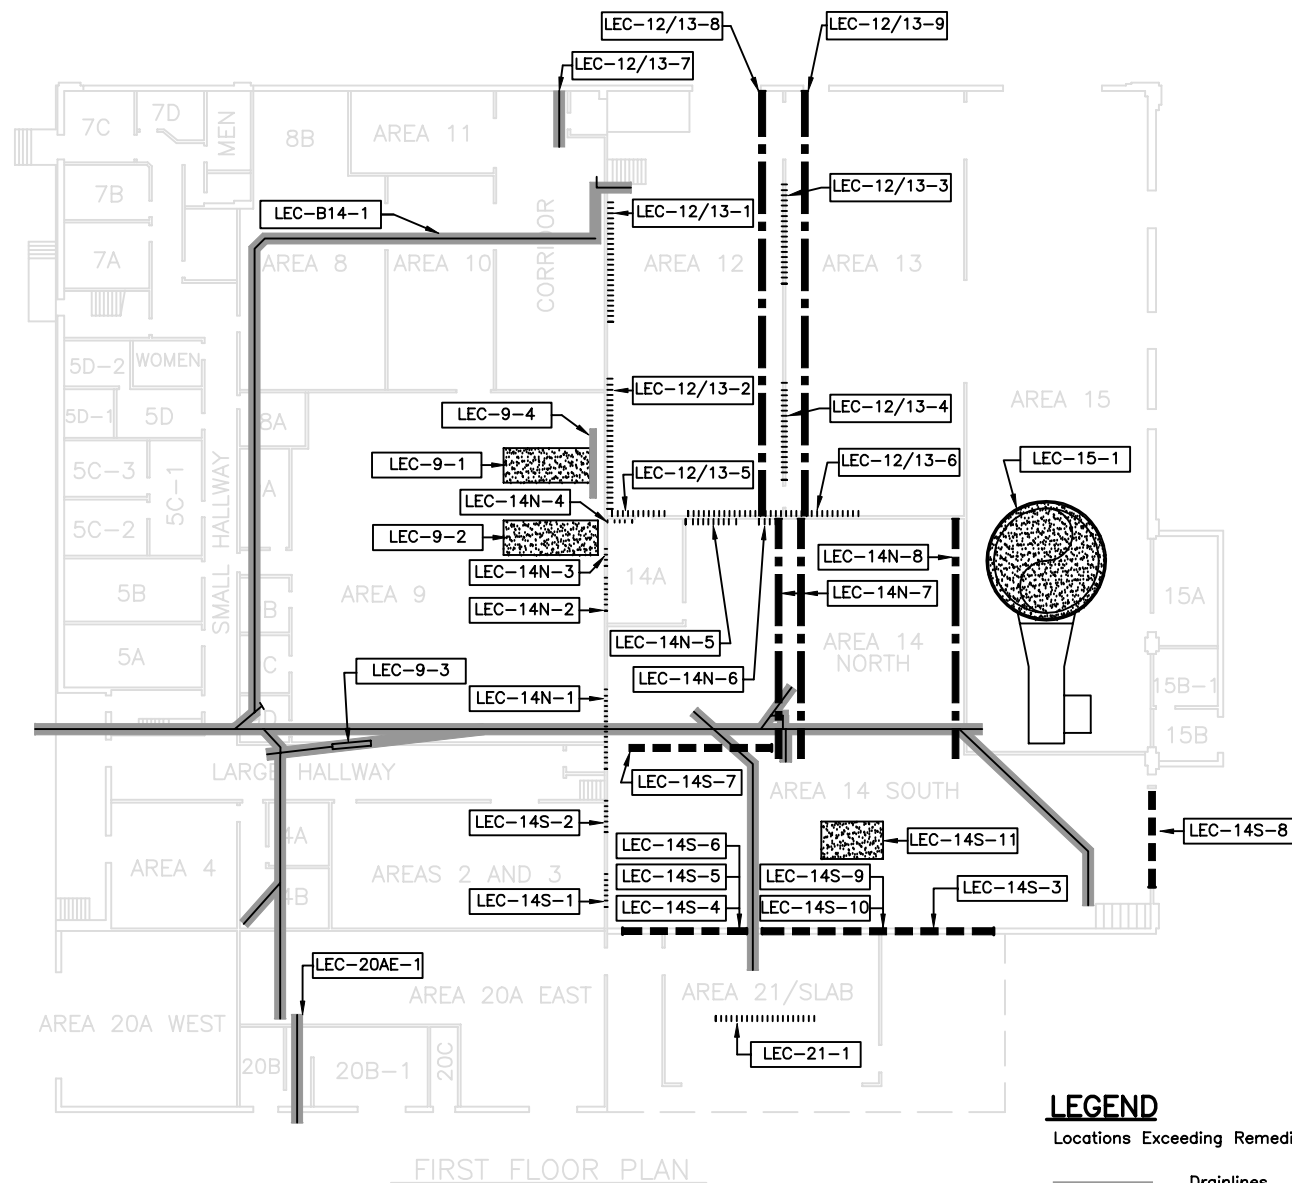 LEC-12/13-8
LEC-12/13-9
LEC-12/13-7
7C
7D
MEN
8B
AREA 11
7B
LEC-12/13-3
LEC-B14-1
LEC-12/13-1
CORRIDOR
7A
AREA 8
AREA 10
AREA 12
AREA 13
5D-2
WOMEN
LEC-12/13-2
5D-1
5D
8A
LEC-9-4
LEC-12/13-4
AREA 15
5C-3
5C-1
SMALL HALLWAY
A
LEC-9-1
LEC-12/13-5
LEC-12/13-6
LEC-15-1
LEC-14N-4
5C-2
LEC-9-2
LEC-14N-3
LEC-14N-8
14A
5B
B
AREA 9
LEC-14N-2
LEC-14N-7
15A
5A
C
LEC-9-3
LEC-14N-5
AREA 14
NORTH
LEC-14N-6
LEC-14N-1
15B-1
D
15B
LARGE HALLWAY
LEC-14S-7
AREA 14 SOUTH
LEC-14S-2
4A
LEC-14S-6
LEC-14S-11
LEC-14S-8
AREA 4
AREAS 2 AND 3
LEC-14S-5
LEC-14S-9
LEC-14S-3
4B
LEC-14S-1
LEC-14S-4
LEC-14S-10
LEC-20AE-1
AREA 20A EAST
AREA 21/SLAB
AREA 20A WEST
LEC-21-1
20B
20B-1
20C
LEGEND
Locations Exceeding Remedi
FIRST FLOOR PLAN
Drainlines